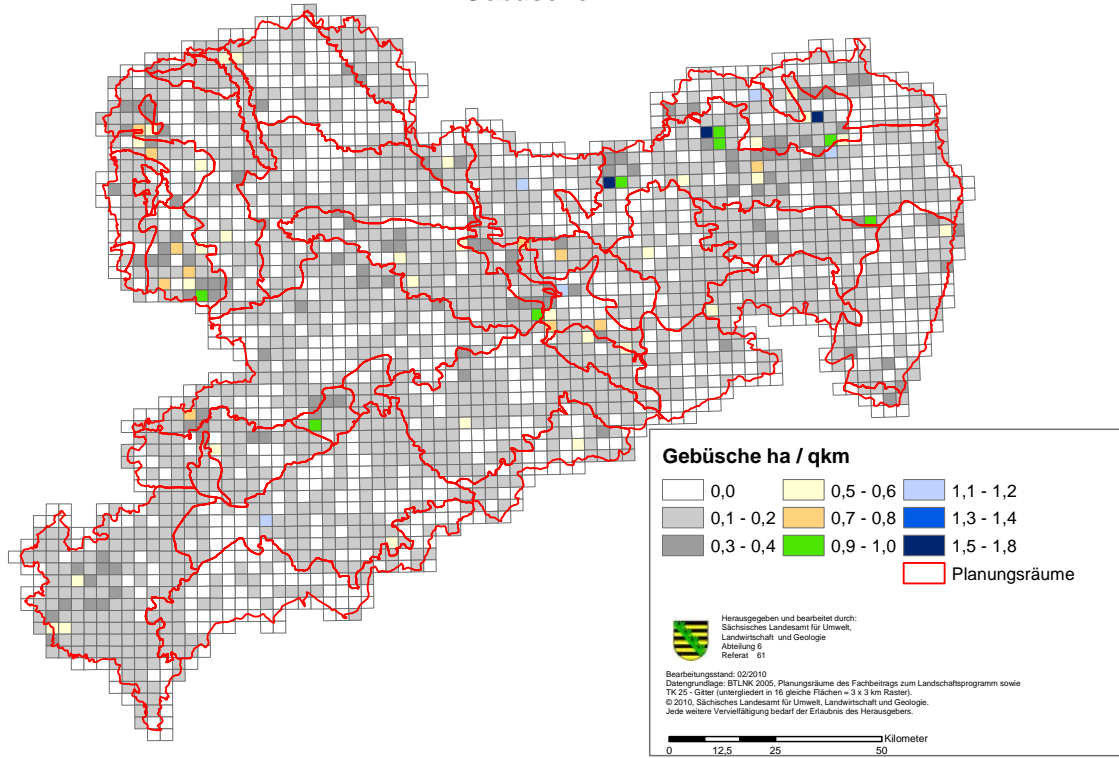 Gebüsche ha / qkm
0,0
0,5 - 0,6
1,1 - 1,2
0,1 - 0,2
0,7 - 0,8
1,3 - 1,4
0,3 - 0,4
0,9 - 1,0
1,5 - 1,8
Planungsräume
Herausgegeben und bearbeitet durch:
Sächsisches Landesamt für Umwelt,
Landwirtschaft und Geologie
Abteilung 6
Referat 61
Bearbeitungsstand: 02/2010
Datengrundlage: BTLNK 2005, Planungsräume des Fachbeitrags zum Landschaftsprogramm sowie
TK 25 - Gitter (untergliedert in 16 gleiche Flächen = 3 x 3 km Raster).
© 2010, Sächisches Landesamt für Umwelt, Landwirtschaft und Geologie.
Jede weitere Vervielfältigung bedarf der Erlaubnis des Herausgebers.
Kilometer
0 12,5 25 50